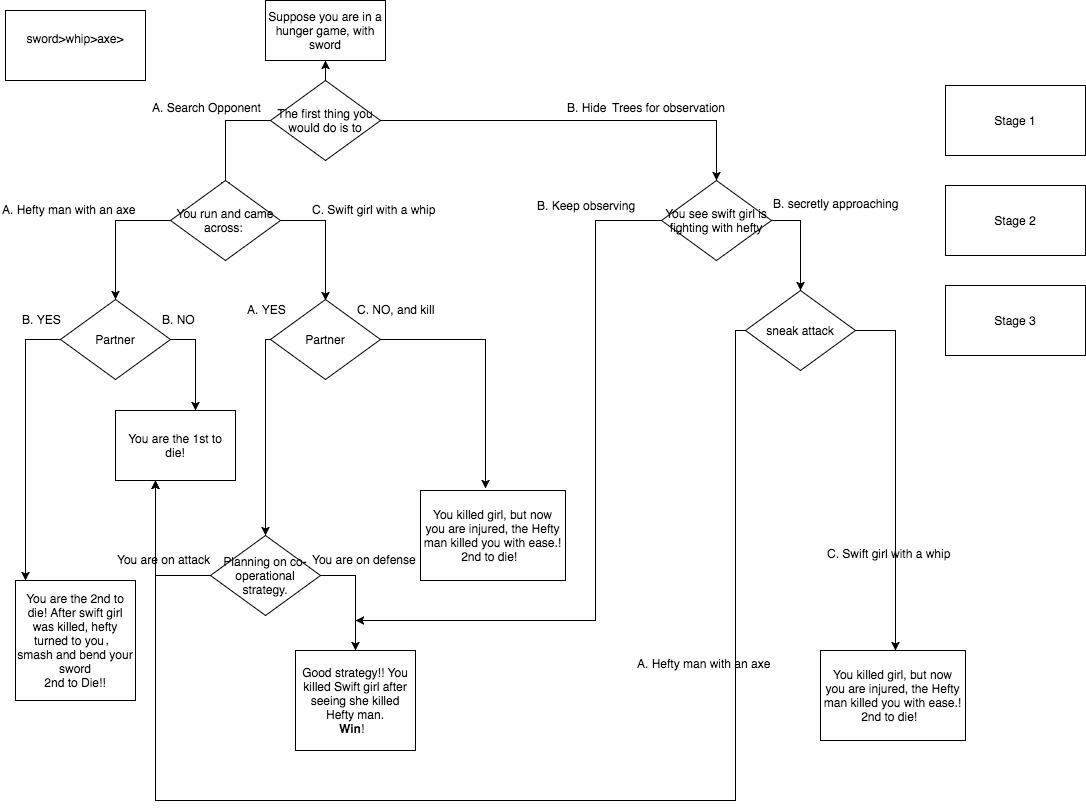 Suppose you are in a
hunger game, with
sword
sword>whip>axe>
A. Search Opponent
The first thing you
would do is to
B. Hide Trees for observation
Stage 1
A. Hefty man with an axe
You run and came
across:
C. Swift girl with a whip
B. Keep observing
You see swift girl is
fighting with hefty
B. secretly approaching
Stage 2
B. YES
Partner
B. NO
A. YES
Partner
C. NO, and kill
sneak attack
Stage 3
You are the 1st to
die!
You killed girl, but now
you are injured, the Hefty
man killed you with ease.!
2nd to die!
You are on attack
Planning on co-
operational
strategy.
You are on defense
C. Swift girl with a whip
You are the 2nd to
die! After swift girl
was killed, hefty
turned to you,
smash and bend your
sword
2nd to Die!!
Good strategy!! You
killed Swift girl after
seeing she killed
Hefty man.
Win!
A. Hefty man with an axe
You killed girl, but now
you are injured, the Hefty
man killed you with ease.!
2nd to die!